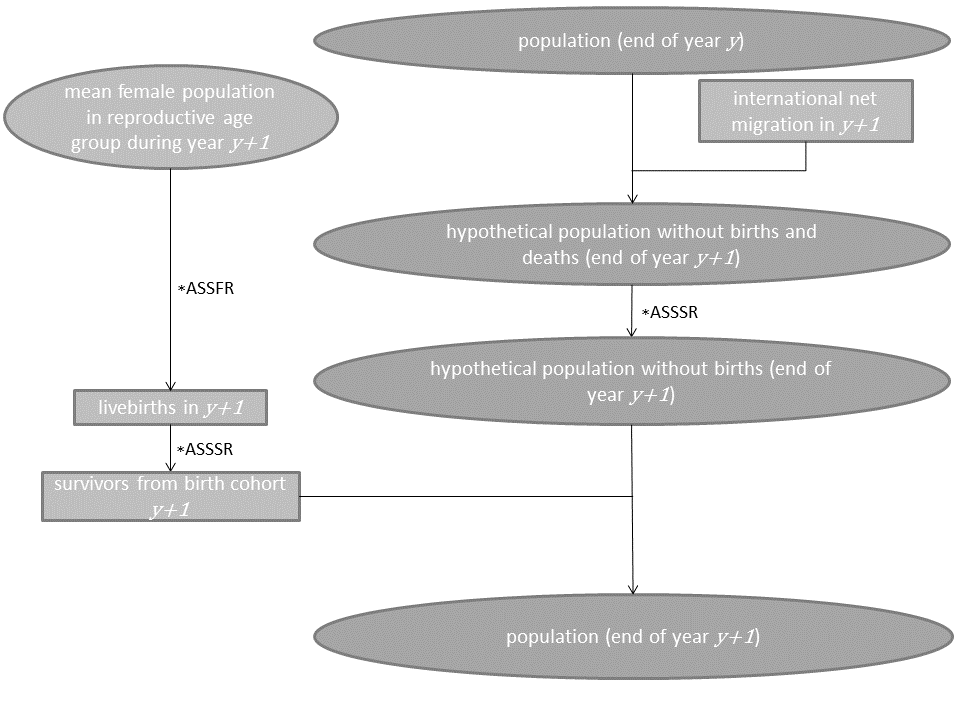 population (end of year y)
mean female population
in reproductive age
group during year y+1
international net
migration in y+1
hypothetical population without births and
deaths (end of year y+1)
*ASSFR
*ASSSR
hypothetical population without births (end of
year y+1)
livebirths in y+1
*ASSSR
survivors from birth cohort
y+1
population (end of year y+1)